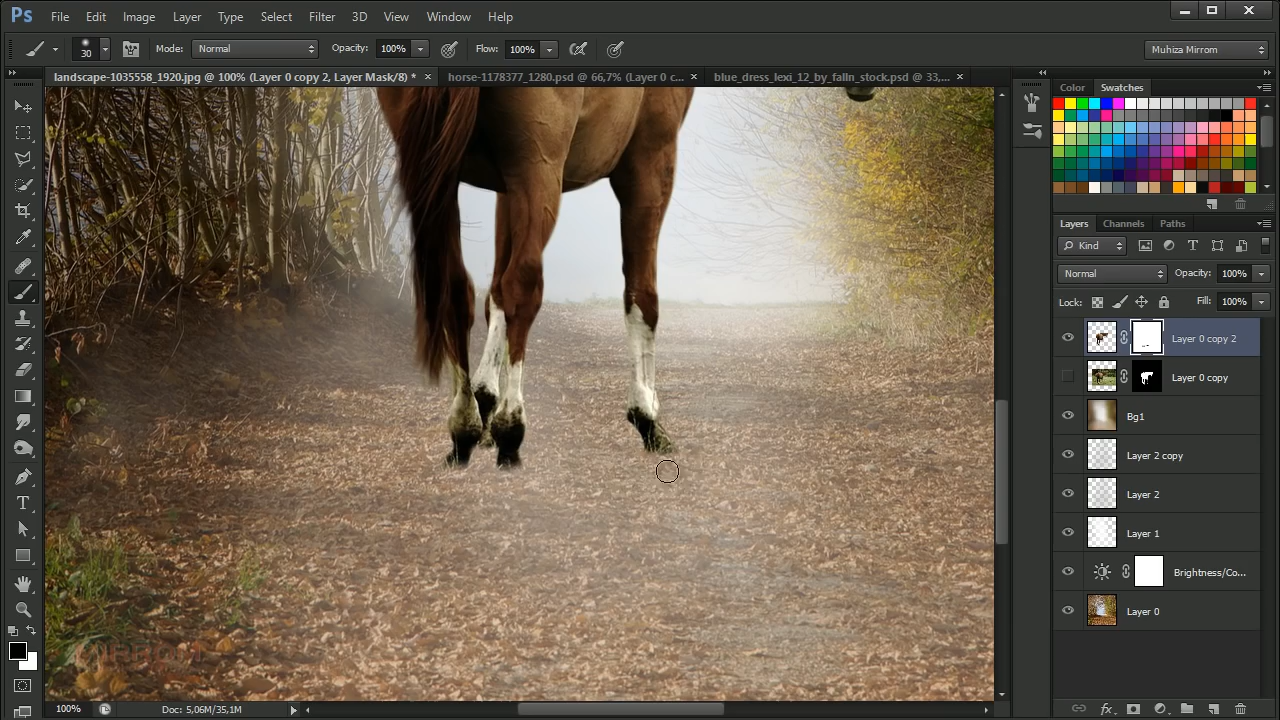 Ps File Edit Image Layer Type Select Filter 3D View Window Help
30 Mode: Normal Opacity: 100% Flow: 100% Muhiza Mirrom
landscape-1035558_1920.jpg @ 100% (Layer 0 copy 2, Layer Mask/8) * × horse-1178377_1280.psd @ 66,7% (Layer 0 c... × blue_dress_lexi_12_by_falln_stock.psd @ 33,... ×
Color Swatches
Layers Channels Paths
Kind
Normal Opacity: 100%
Lock: Fill: 100%
Layer 0 copy 2
Layer 0 copy
Bg1
Layer 2 copy
Layer 2
Layer 1
Brightness/Co...
Layer 0
100% Doc: 5,06M/35,1M
fx